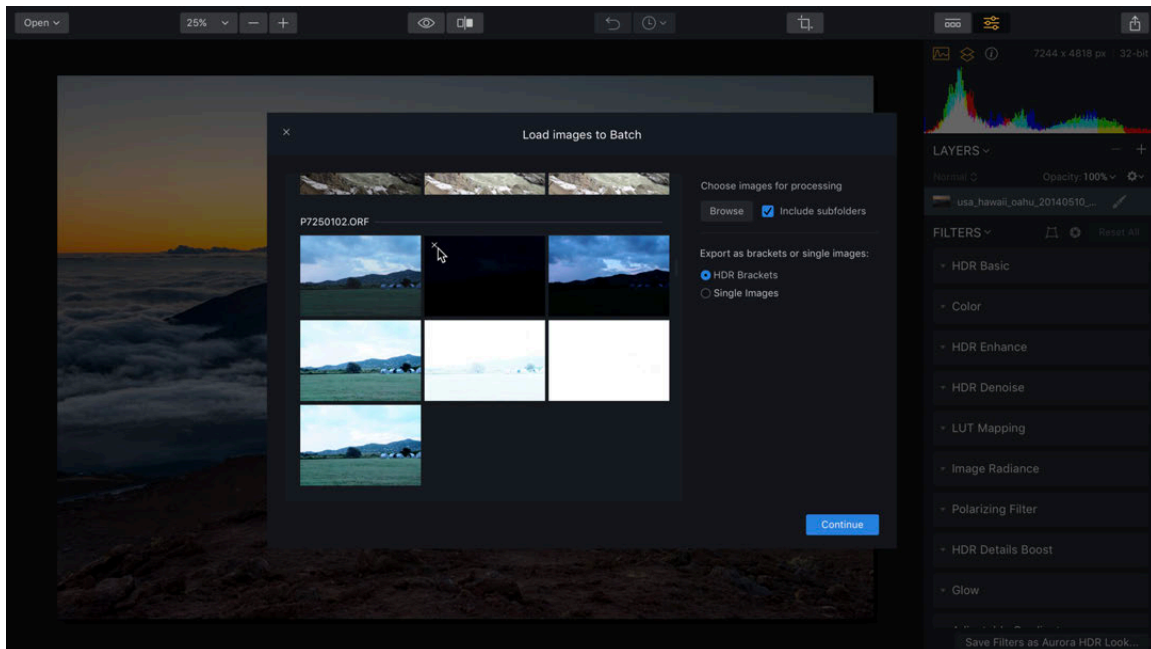 Open
25%
7244 x 4818 px
32-bit
Load images to Batch
LAYERS
Choose images for processing
Normal
Opacity: 100%
Browse
Include subfolders
usa_hawaii_oahu_20140510_...
P7250102.ORF
FILTERS
Reset All
Export as brackets or single images:
HDR Basic
HDR Brackets
Single Images
Color
HDR Enhance
HDR Denoise
LUT Mapping
Image Radiance
Polarizing Filter
Continue
HDR Details Boost
Glow
Save Filters as Aurora HDR Look...